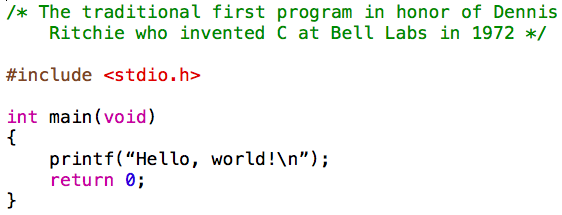 /* The traditional first program in honor of Dennis
    Ritchie who invented C at Bell Labs in 1972 */

#include <stdio.h>

int main(void)
{
    printf(“Hello, world!\n”);
    return 0;
}